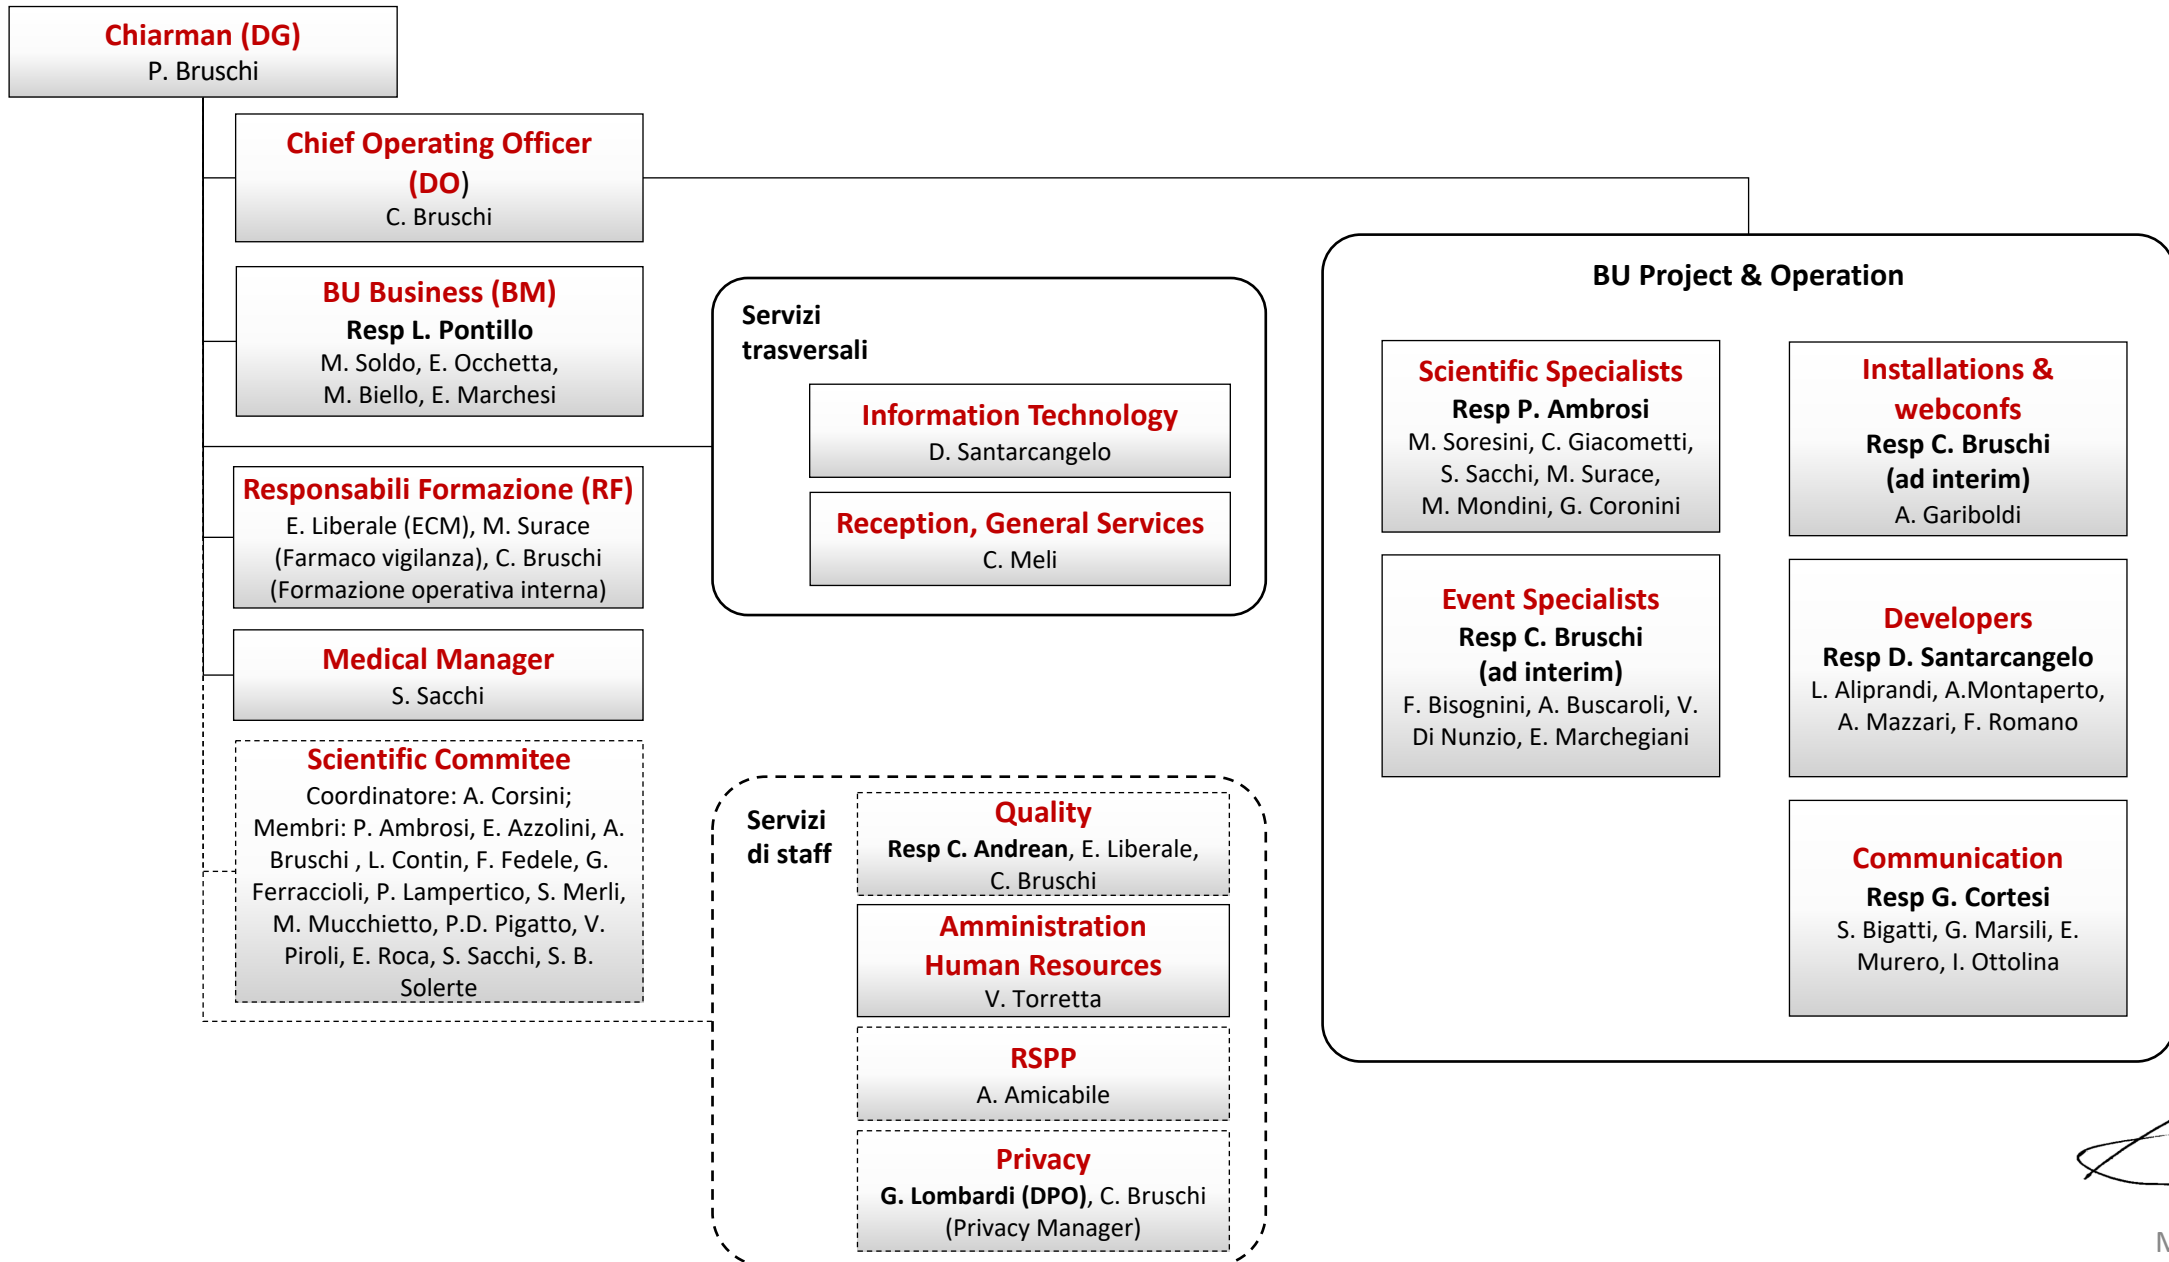 Chiarman (DG)
P. Bruschi
Chief Operating Officer
(DO)
C. Bruschi
BU Business (BM)
Resp L. Pontillo
M. Soldo, E. Occhetta,
M. Biello, E. Marchesi
Responsabili Formazione (RF)
E. Liberale (ECM), M. Surace
(Farmaco vigilanza), C. Bruschi
(Formazione operativa interna)
Medical Manager
S. Sacchi
Scientific Commitee
Coordinatore: A. Corsini;
Membri: P. Ambrosi, E. Azzolini, A.
Bruschi , L. Contin, F. Fedele, G.
Ferraccioli, P. Lampertico, S. Merli,
M. Mucchietto, P.D. Pigatto, V.
Piroli, E. Roca, S. Sacchi, S. B.
Solerte
Servizi
trasversali
Information Technology
D. Santarcangelo
Reception, General Services
C. Meli
Servizi
di staff
Quality
Resp C. Andrean, E. Liberale,
C. Bruschi
Amministration
Human Resources
V. Torretta
RSPP
A. Amicabile
Privacy
G. Lombardi (DPO), C. Bruschi
(Privacy Manager)
BU Project & Operation
Scientific Specialists
Resp P. Ambrosi
M. Soresini, C. Giacometti,
S. Sacchi, M. Surace,
M. Mondini, G. Coronini
Event Specialists
Resp C. Bruschi
(ad interim)
F. Bisognini, A. Buscaroli, V.
Di Nunzio, E. Marchegiani
Installations &
webconfs
Resp C. Bruschi
(ad interim)
A. Gariboldi
Developers
Resp D. Santarcangelo
L. Aliprandi, A.Montaperto,
A. Mazzari, F. Romano
Communication
Resp G. Cortesi
S. Bigatti, G. Marsili, E.
Murero, I. Ottolina